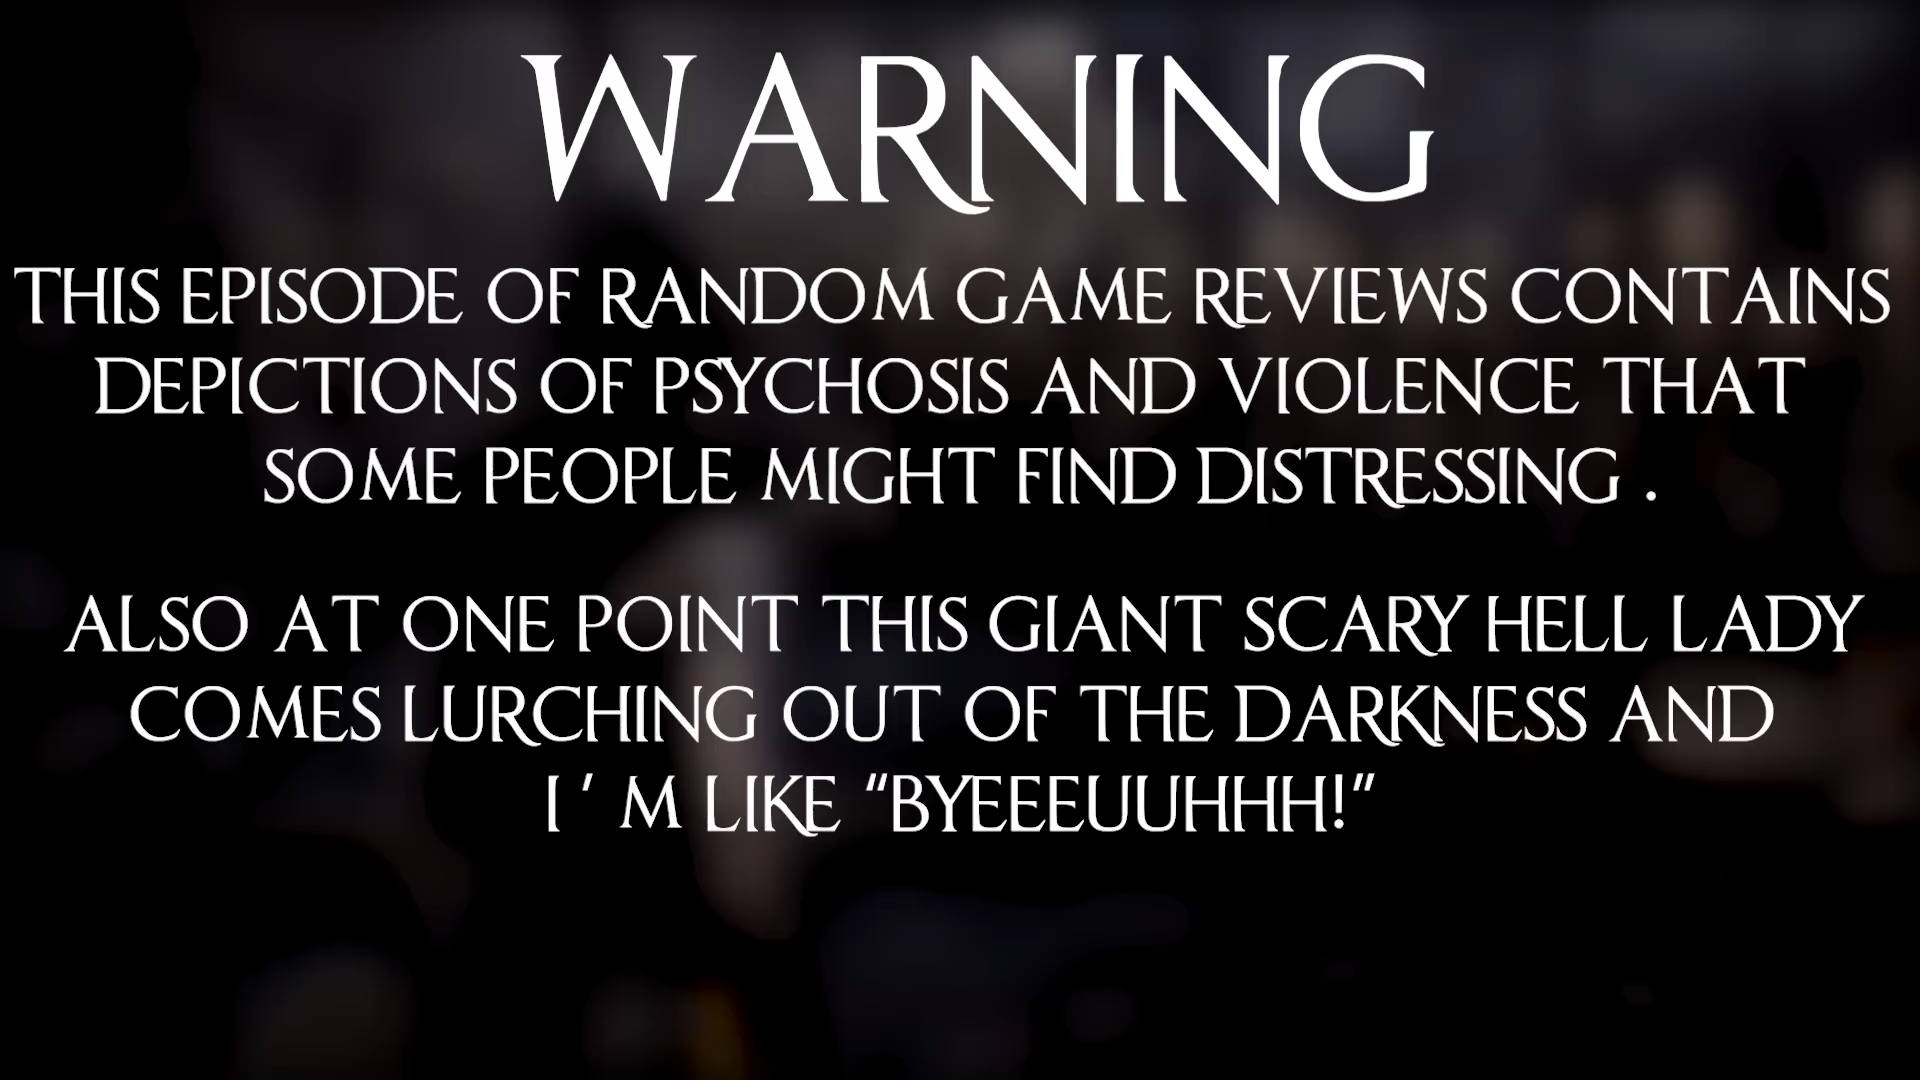 WARNING
THIS EPISODE OF RANDOM GAME REVIEWS CONTAINS
DEPICTIONS OF PSYCHOSIS AND VIOLENCE THAT
SOME PEOPLE MIGHT FIND DISTRESSING .
ALSO AT ONE POINT THIS GIANT SCARY HELL LADY
COMES LURCHING OUT OF THE DARKNESS AND
I ' M LIKE "BYEEEUUHHH!"